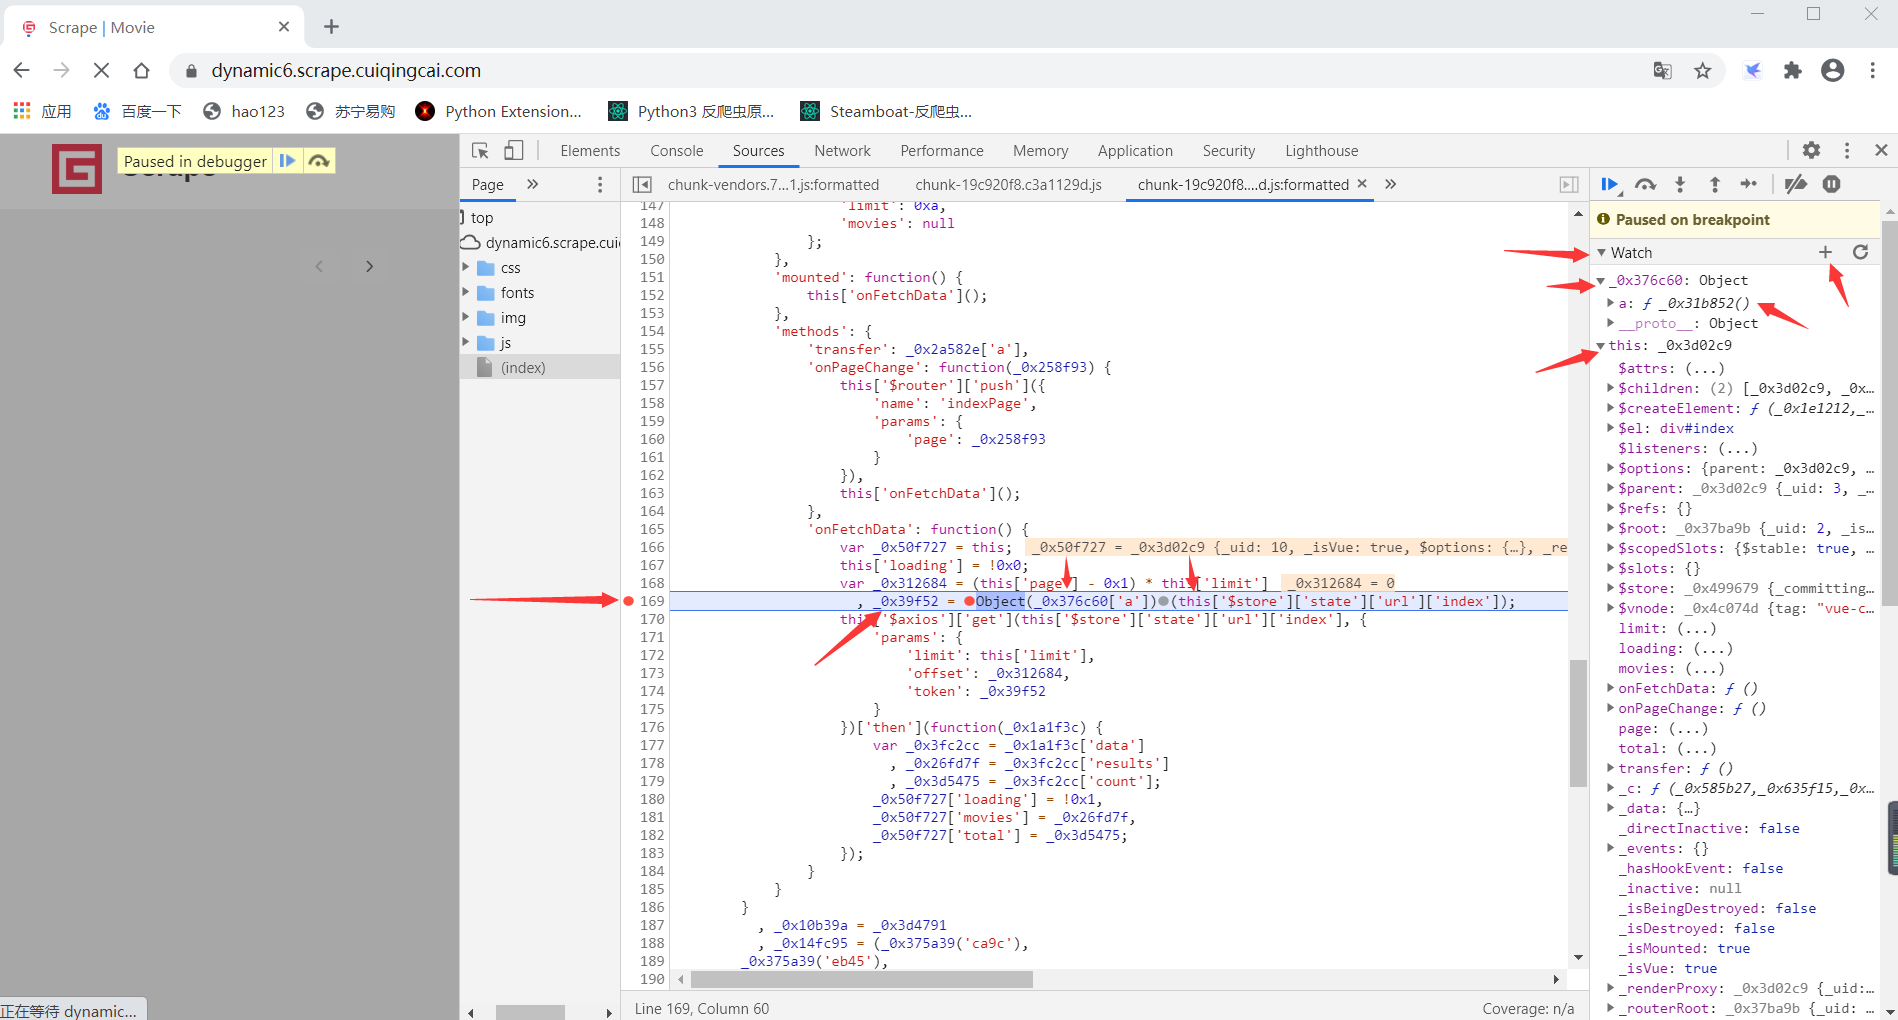 Scrape | Movie
dynamic6.scrape.cuiqingcai.com
应用 百度一下 hao123 苏宁易购 Python Extension... Python3 反爬虫原... Steamboat-反爬虫...
Paused in debugger
Scrape
Elements Console Sources Network Performance Memory Application Security Lighthouse
Page »
chunk-vendors.7...1.js:formatted chunk-19c920f8.c3a1129d.js chunk-19c920f8....d.js:formatted × »
top
dynamic6.scrape.cui
css
fonts
img
js
(index)
147 'limit': 0xa,
148 'movies': null
149 };
150 },
151 'mounted': function() {
152 this['onFetchData']();
153 },
154 'methods': {
155 'transfer': _0x2a582e['a'],
156 'onPageChange': function(_0x258f93) {
157 this['$router']['push']({
158 'name': 'indexPage',
159 'params': {
160 'page': _0x258f93
161 }
162 }),
163 this['onFetchData']();
164 },
165 'onFetchData': function() {
166 var _0x50f727 = this; _0x50f727 = _0x3d02c9 {_uid: 10, _isVue: true, $options: {…}, _re
167 this['loading'] = !0x0;
168 var _0x312684 = (this['page'] - 0x1) * this['limit'] _0x312684 = 0
169 , _0x39f52 = Object(_0x376c60['a'])(this['$store']['state']['url']['index']);
170 this['$axios']['get'](this['$store']['state']['url']['index'], {
171 'params': {
172 'limit': this['limit'],
173 'offset': _0x312684,
174 'token': _0x39f52
175 }
176 })['then'](function(_0x1a1f3c) {
177 var _0x3fc2cc = _0x1a1f3c['data']
178 , _0x26fd7f = _0x3fc2cc['results']
179 , _0x3d5475 = _0x3fc2cc['count'];
180 _0x50f727['loading'] = !0x1,
181 _0x50f727['movies'] = _0x26fd7f,
182 _0x50f727['total'] = _0x3d5475;
183 });
184 }
185 }
186 }
187 , _0x10b39a = _0x3d4791
188 , _0x14fc95 = (_0x375a39('ca9c'),
189 _0x375a39('eb45'),
190
Line 169, Column 60
Coverage: n/a
Paused on breakpoint
Watch
_0x376c60: Object
a: ƒ _0x31b852()
__proto__: Object
this: _0x3d02c9
$attrs: (...)
$children: (2) [_0x3d02c9, _0x…
$createElement: ƒ (_0x1e1212,_…
$el: div#index
$listeners: (...)
$options: {parent: _0x3d02c9, …
$parent: _0x3d02c9 {_uid: 3, _…
$refs: {}
$root: _0x37ba9b {_uid: 2, _is…
$scopedSlots: {$stable: true, …
$slots: {}
$store: _0x499679 {_committing…
$vnode: _0x4c074d {tag: "vue-c…
limit: (...)
loading: (...)
movies: (...)
onFetchData: ƒ ()
onPageChange: ƒ ()
page: (...)
total: (...)
transfer: ƒ ()
_c: ƒ (_0x585b27,_0x635f15,_0x…
_data: {…}
_directInactive: false
_events: {}
_hasHookEvent: false
_inactive: null
_isBeingDestroyed: false
_isDestroyed: false
_isMounted: true
_isVue: true
_renderProxy: _0x3d02c9 {_uid:…
_routerRoot: _0x37ba9b {_uid: …
正在等待 dynamic...